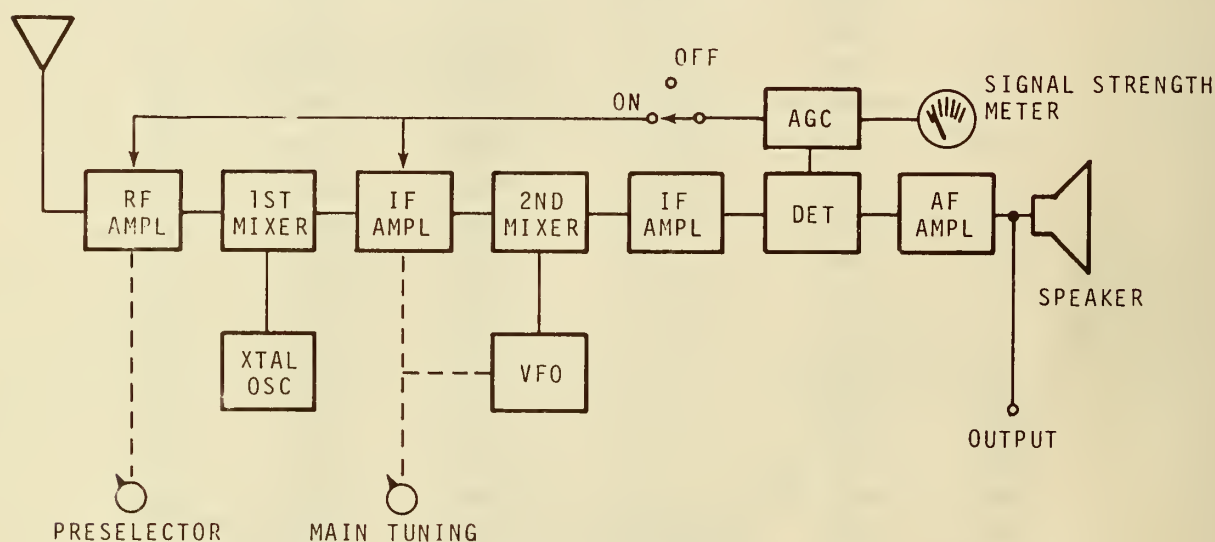 OFF
ON
AGC
SIGNAL STRENGTH
METER
RF
AMPL
1ST
MIXER
IF
AMPL
2ND
MIXER
IF
AMPL
DET
AF
AMPL
SPEAKER
XTAL
OSC
VFO
OUTPUT
PRESELECTOR
MAIN TUNING